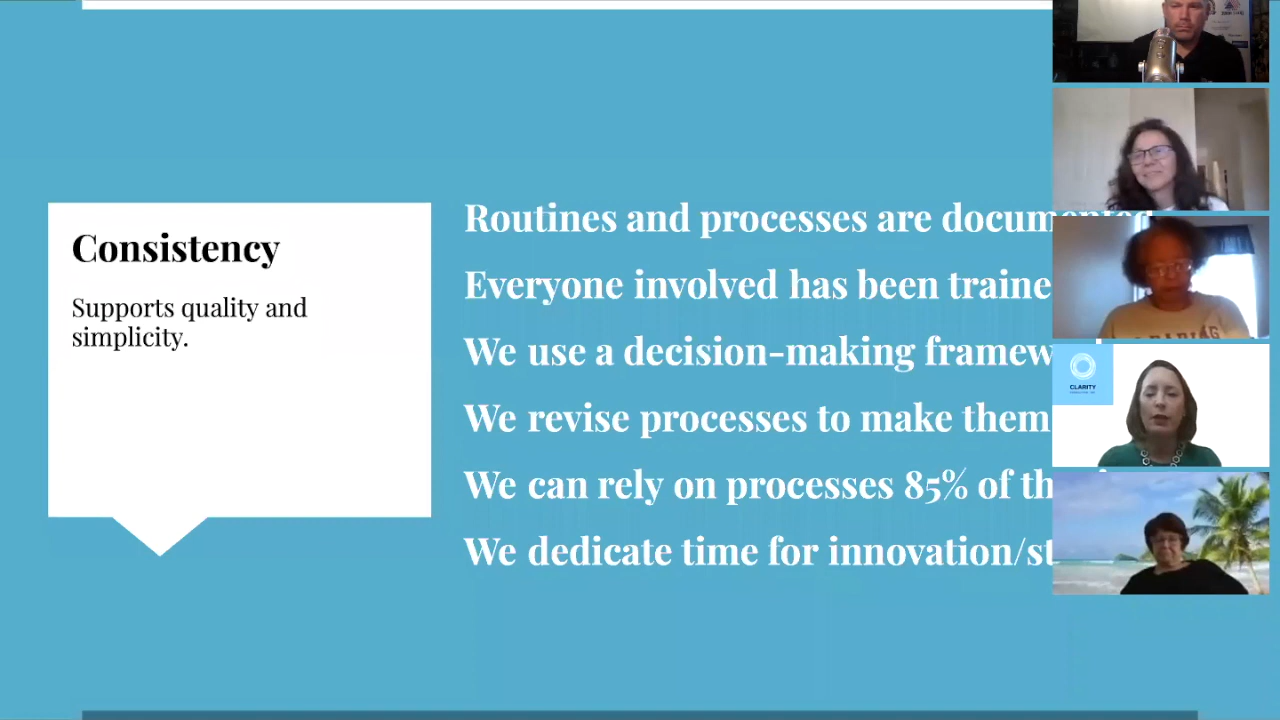 Consistency
Supports quality and
simplicity.
Routines and processes are documented
Everyone involved has been traine
We use a decision-making framew
We revise processes to make them
We can rely on processes 85% of th
We dedicate time for innovation/st
CLARITY